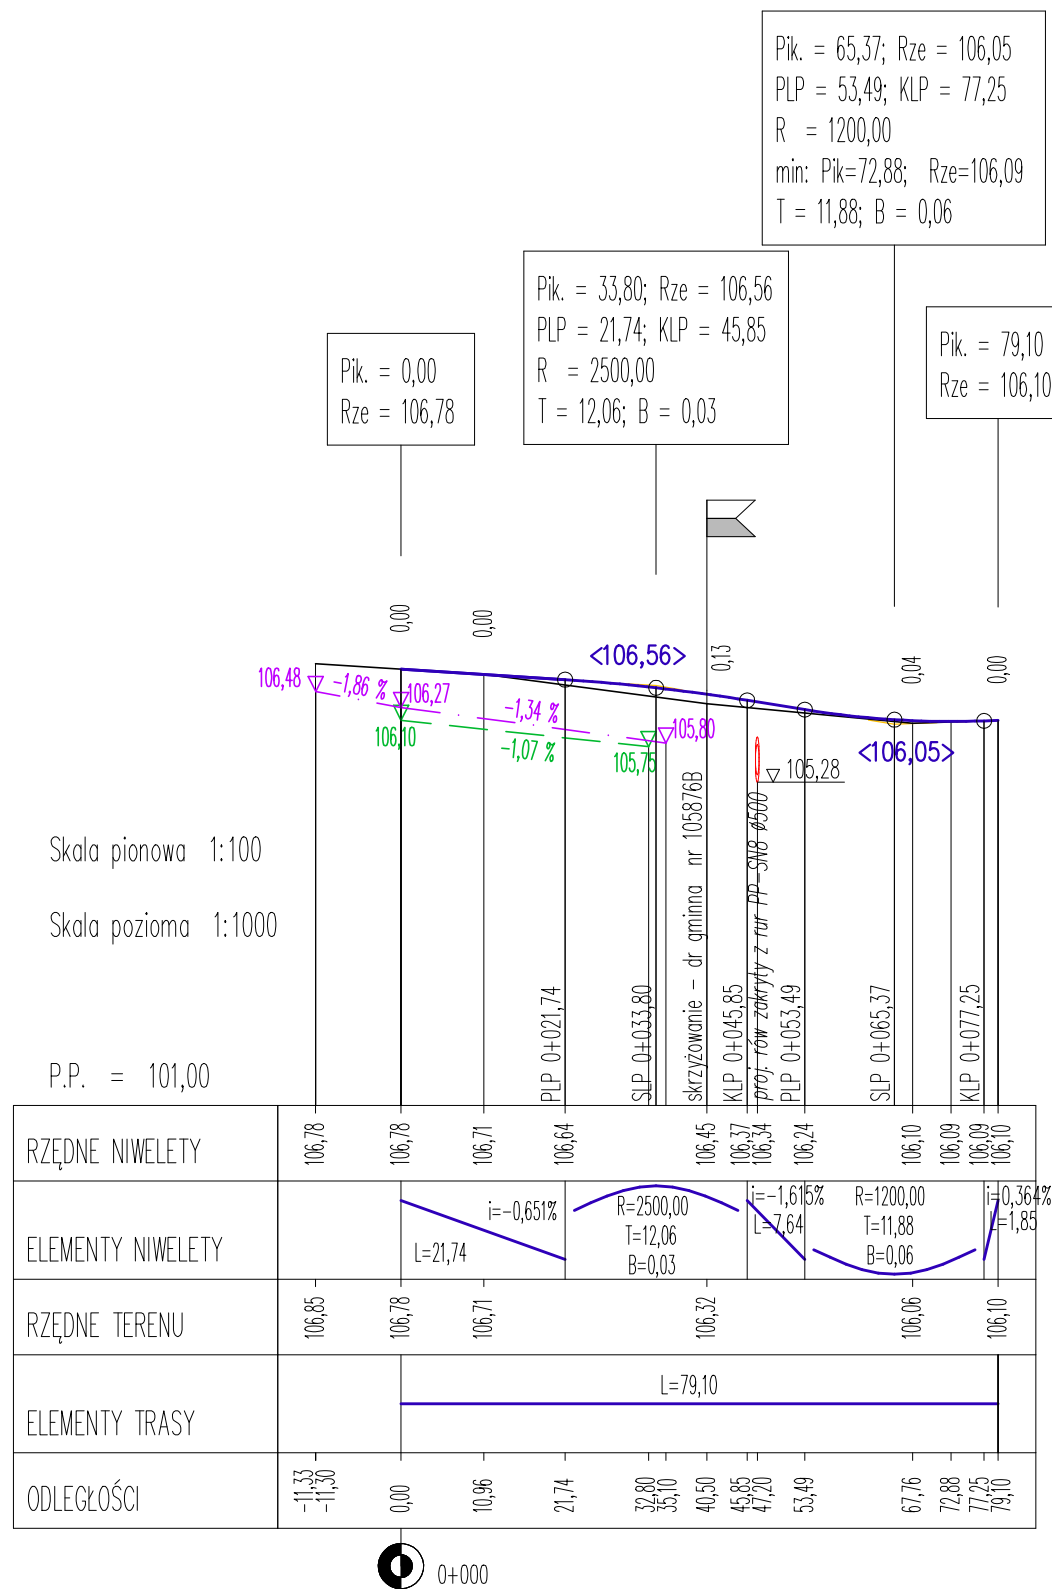 Pik. = 65,37; Rze = 106,05
PLP = 53,49; KLP = 77,25
R = 1200,00
min: Pik=72,88; Rze=106,09
T = 11,88; B = 0,06
Pik. = 33,80; Rze = 106,56
PLP = 21,74; KLP = 45,85
R = 2500,00
T = 12,06; B = 0,03
Pik. = 79,10
Rze = 106,10
Pik. = 0,00
Rze = 106,78
0,00
0,00
<106,56>
0,13
0,04
0,00
106,48
-1,86 %
106,27
-1,34 %
105,80
106,10
-1,07 %
105,75
<106,05>
105,28
Skala pionowa 1:100
Skala pozioma 1:1000
P.P. = 101,00
PLP 0+021,74
SLP 0+033,80
skrzyżowanie - dr gminna nr 105876B
KLP 0+045,85
proj. rów zakryty z rur PP-SN8 ø500
PLP 0+053,49
SLP 0+065,37
KLP 0+077,25
RZĘDNE NIWELETY
106,78
106,78
106,71
106,64
106,45
106,37
106,34
106,24
106,10
106,09
106,09
106,10
ELEMENTY NIWELETY
i=-0,651%
L=21,74
R=2500,00
T=12,06
B=0,03
i=-1,615%
L=7,64
R=1200,00
T=11,88
B=0,06
i=0,364%
L=1,85
RZĘDNE TERENU
106,85
106,78
106,71
106,32
106,06
106,10
ELEMENTY TRASY
L=79,10
ODLEGŁOŚCI
-11,33
-11,30
0,00
10,96
21,74
32,80
35,10
40,50
45,85
47,20
53,49
67,76
72,88
77,25
79,10
0+000